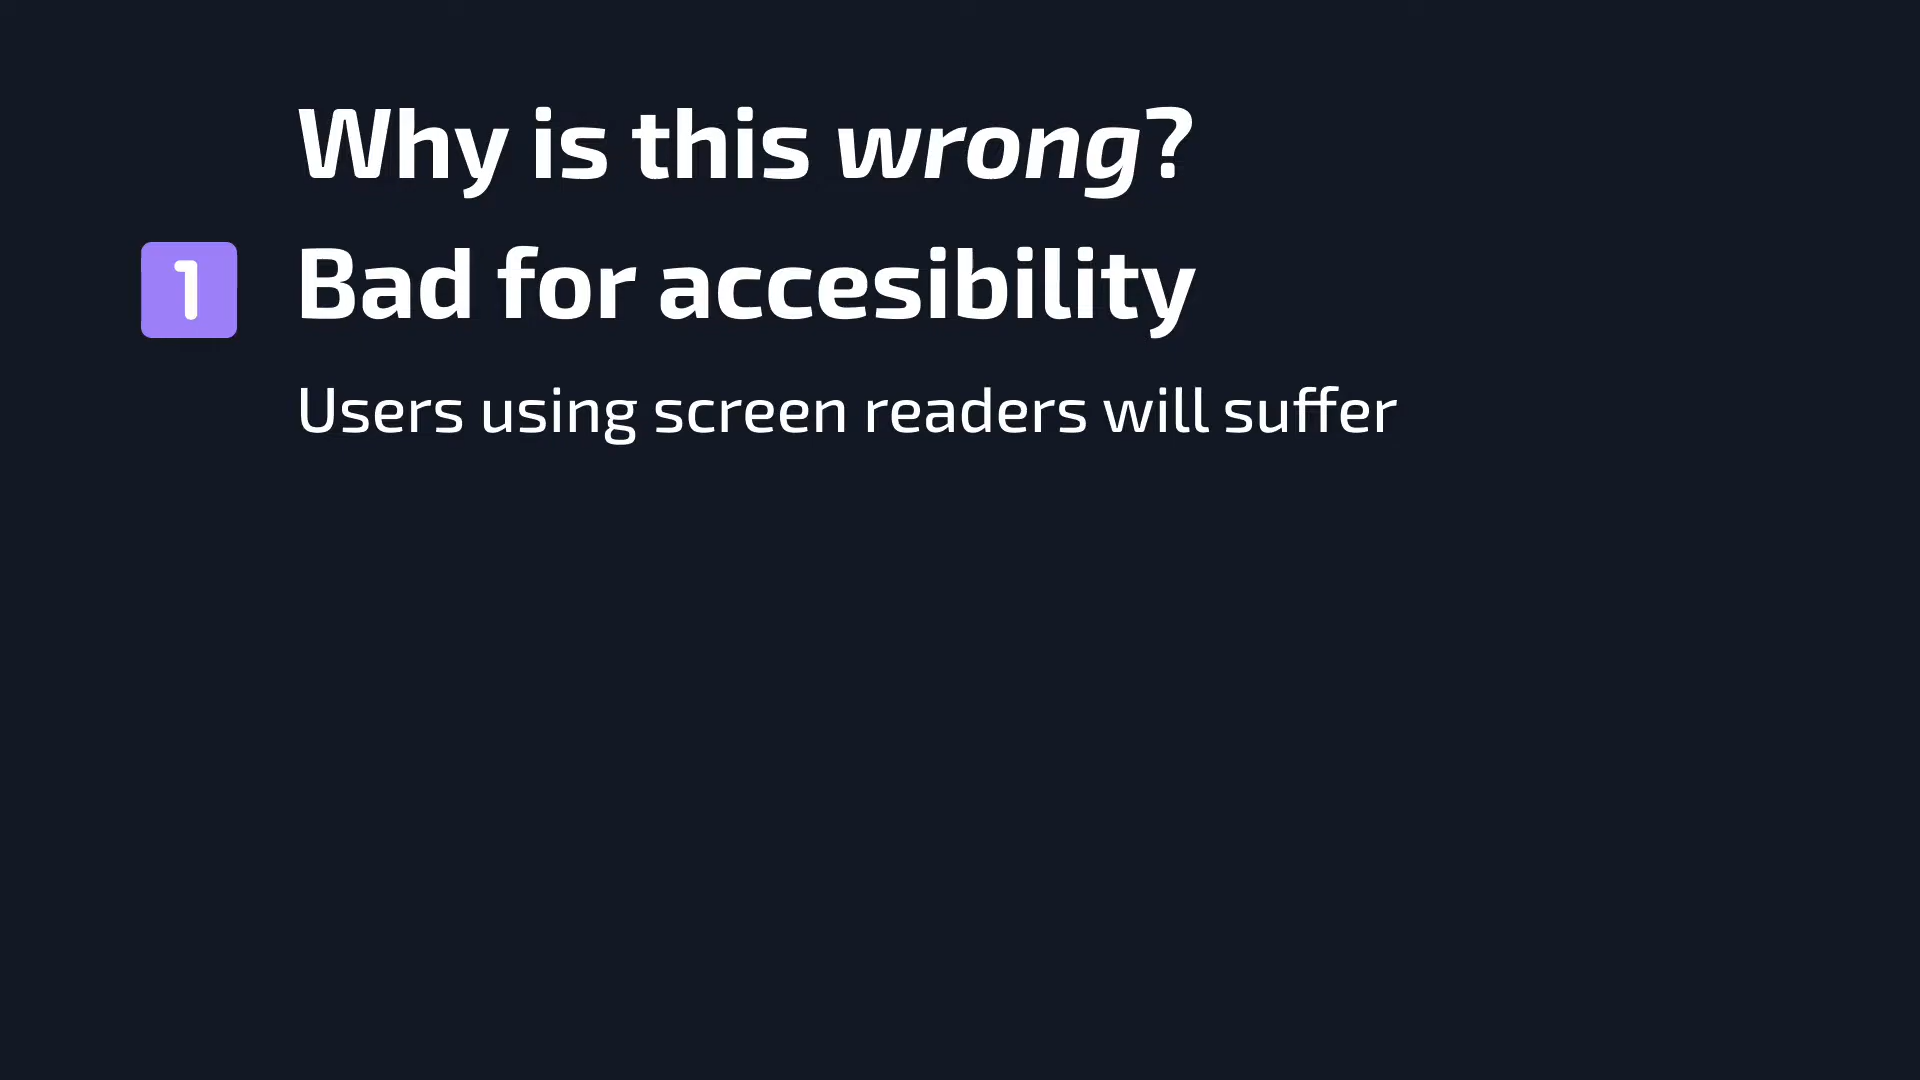 Why is this wrong?
1 Bad for accesibility
Users using screen readers will suffer